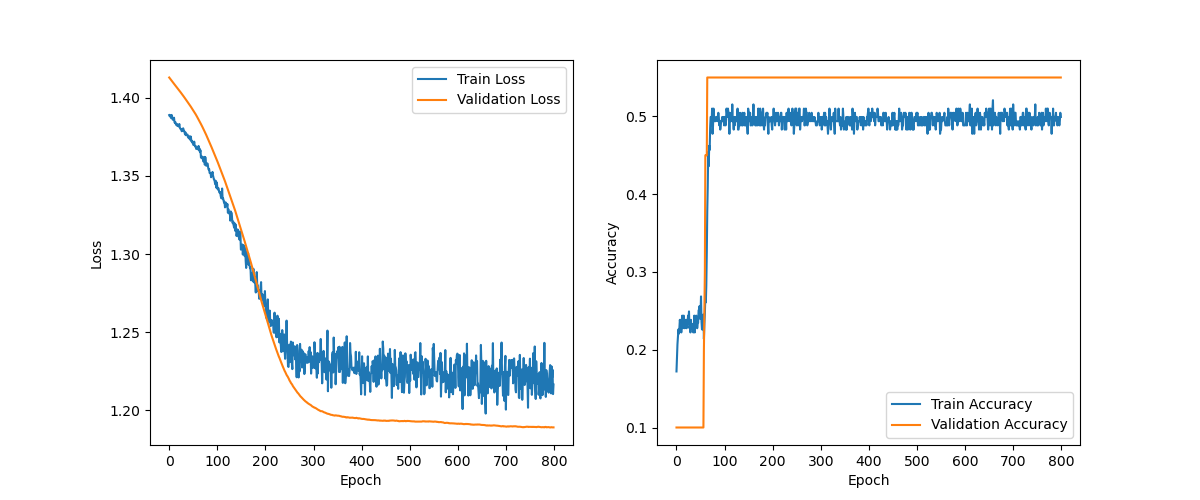 Train Loss
Validation Loss
1.40
1.35
1.30
1.25
1.20
Loss
0 100 200 300 400 500 600 700 800
Epoch
0.5
0.4
0.3
0.2
0.1
Accuracy
Train Accuracy
Validation Accuracy
0 100 200 300 400 500 600 700 800
Epoch